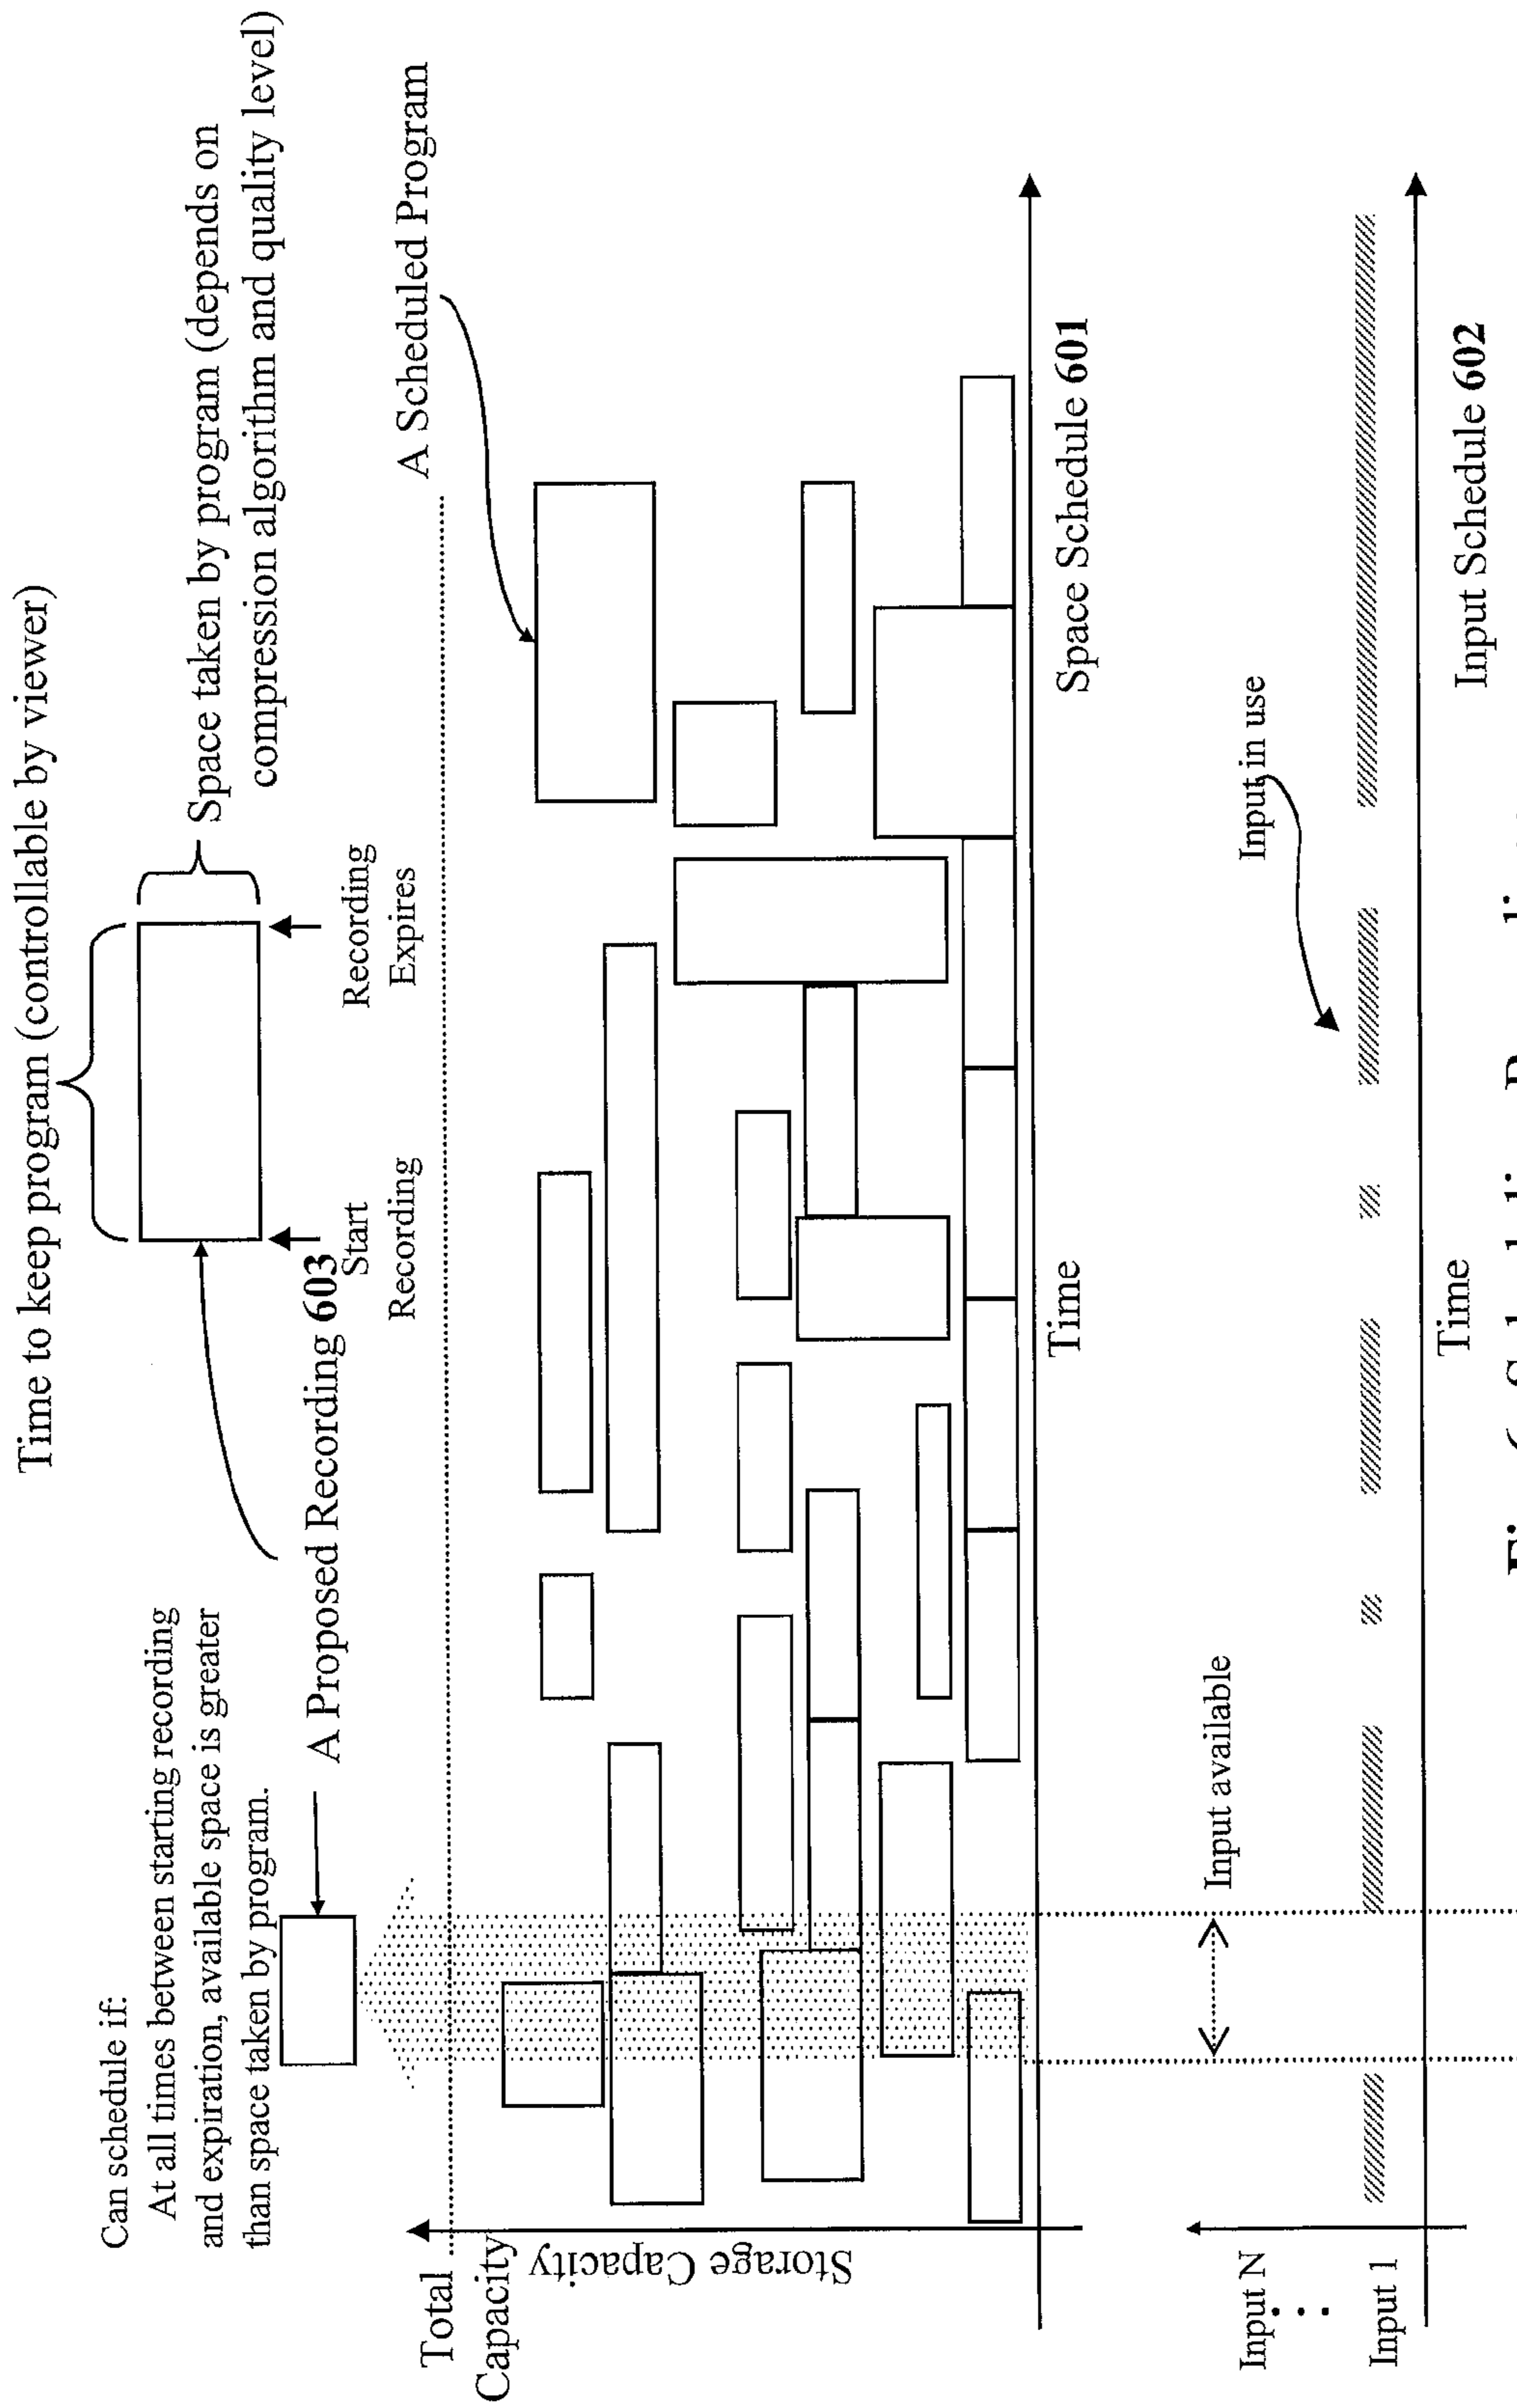 Time to keep program (controllable by viewer)
Can schedule if:
At all times between starting recording
and expiration, available space is greater
than space taken by program.
Space taken by program (depends on
compression algorithm and quality level)
A Proposed Recording 603
Start
Recording
Recording
Expires
A Scheduled Program
Total
Capacity
Storage Capacity
Time
Space Schedule 601
Input available
Input in use
Input N
Input 1
Time
Input Schedule 602